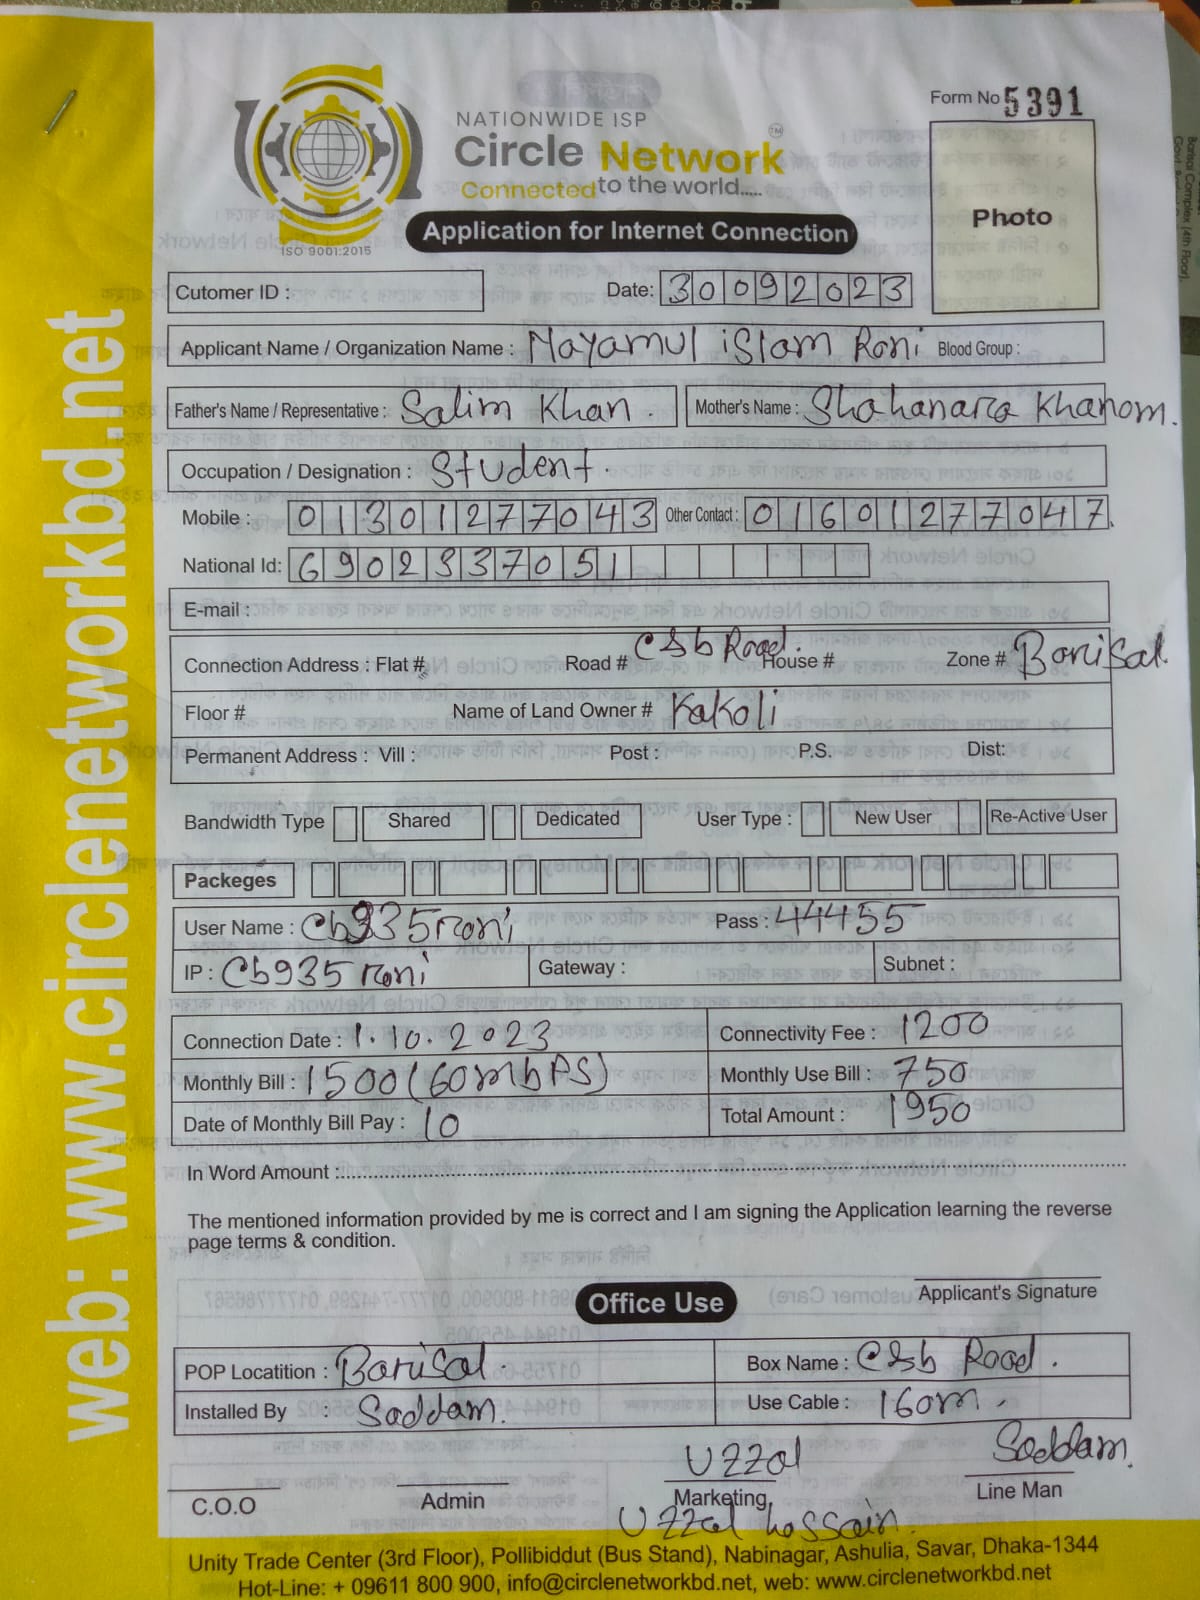 Form No 5391
NATIONWIDE ISP
Circle Network
TM
Connected to the world.....
ISO 9001:2015
Application for Internet Connection
Photo
Cutomer ID :
Date: 30092023
Applicant Name / Organization Name : Nayamul islam Roni Blood Group :
Father's Name / Representative : Salim Khan . Mother's Name : Shahanara Khanom.
Occupation / Designation : Student.
Mobile : 01301277043 Other Contact : 01601277047.
National Id: 6902337051
E-mail :
Connection Address : Flat # Road # CSb Road. House # Zone # Barisal
Floor # Name of Land Owner # Kakoli
Permanent Address : Vill : Post : P.S. Dist:
Bandwidth Type Shared Dedicated User Type : New User Re-Active User
Packeges
User Name : Cb935roni Pass : 44455
IP : Cb935 roni Gateway : Subnet :
Connection Date : 1.10.2023 Connectivity Fee : 1200
Monthly Bill : 1500(60mbPS) Monthly Use Bill : 750
Date of Monthly Bill Pay : 10 Total Amount : 1950
In Word Amount :
The mentioned information provided by me is correct and I am signing the Application learning the reverse
page terms & condition.
Applicant's Signature
Office Use
POP Locatition : Barisal. Box Name : CSb Road .
Installed By : Saddam. Use Cable : 160m.
Uzzal Saddam.
C.O.O Admin Marketing Line Man
Uzzal hossain.
Unity Trade Center (3rd Floor), Pollibiddut (Bus Stand), Nabinagar, Ashulia, Savar, Dhaka-1344
Hot-Line: + 09611 800 900, info@circlenetworkbd.net, web: www.circlenetworkbd.net
web: www.circlenetworkbd.net